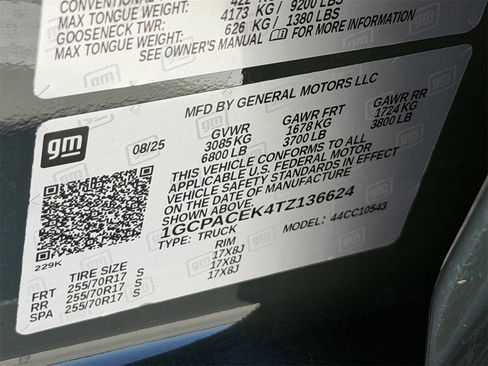 CONVENTIONAL
MAX TONGUE WEIGHT: 4173 KG / 9200 LBS
GOOSENECK TWR: 626 KG / 1380 LBS
MAX TONGUE WEIGHT:
SEE OWNER'S MANUAL FOR MORE
gm
08/25
MFD BY GENERAL MOTORS LLC
GVWR GAWR FRT GAWR RR
3085 KG 1678 KG 1724 KG
6800 LB 3700 LB 3800 LB
THIS VEHICLE CONFORMS TO ALL
APPLICABLE U.S. FEDERAL MOTOR
VEHICLE SAFETY STANDARDS IN EFFECT
ON THE DATE OF MANUFACTURE
SHOWN ABOVE.
1GCPACEK4TZ136624
TYPE: TRUCK MODEL: 44CC10543
229K
TIRE SIZE RIM
FRT 255/70R17 S 17X8J
RR 255/70R17 S 17X8J
SPA 255/70R17 S 17X8J